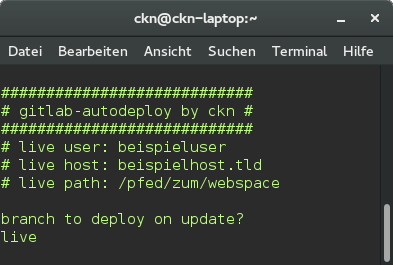 ckn@ckn-laptop:~
Datei Bearbeiten Ansicht Suchen Terminal Hilfe
############################
# gitlab-autodeploy by ckn #
############################
# live user: beispieluser
# live host: beispielhost.tld
# live path: /pfed/zum/webspace
branch to deploy on update?
live